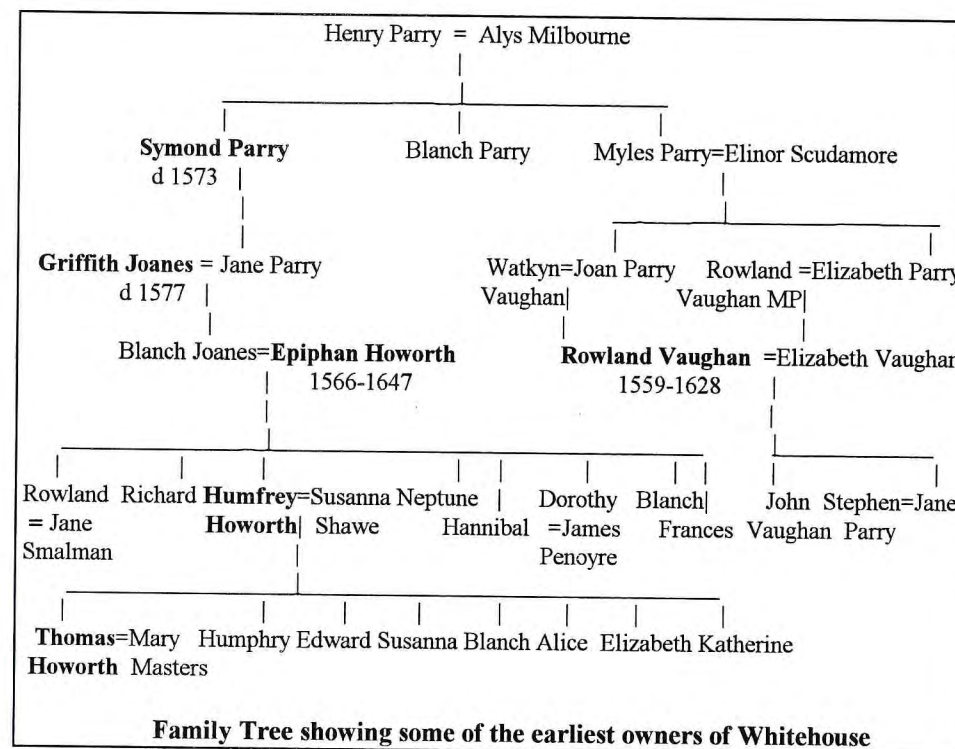 Henry Parry = Alys Milbourne
Symond Parry Blanch Parry Myles Parry=Elinor Scudamore
d 1573
Griffith Joanes = Jane Parry Watkyn=Joan Parry Rowland =Elizabeth Parry
d 1577 Vaughan Vaughan MP
Blanch Joanes=Epiphan Howorth Rowland Vaughan =Elizabeth Vaughan
1566-1647 1559-1628
Rowland Richard Humfrey=Susanna Neptune Dorothy Blanch John Stephen=Jane
= Jane Howorth Shawe Hannibal =James Frances Vaughan Parry
Smalman Penoyre
Thomas=Mary Humphry Edward Susanna Blanch Alice Elizabeth Katherine
Howorth Masters
Family Tree showing some of the earliest owners of Whitehouse